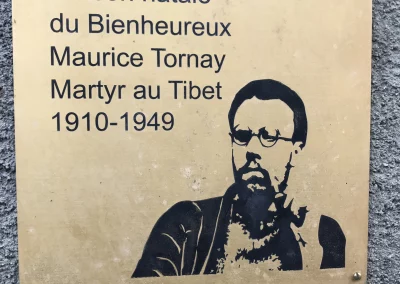 du Bienheureux
Maurice Tornay
Martyr au Tibet
1910-1949